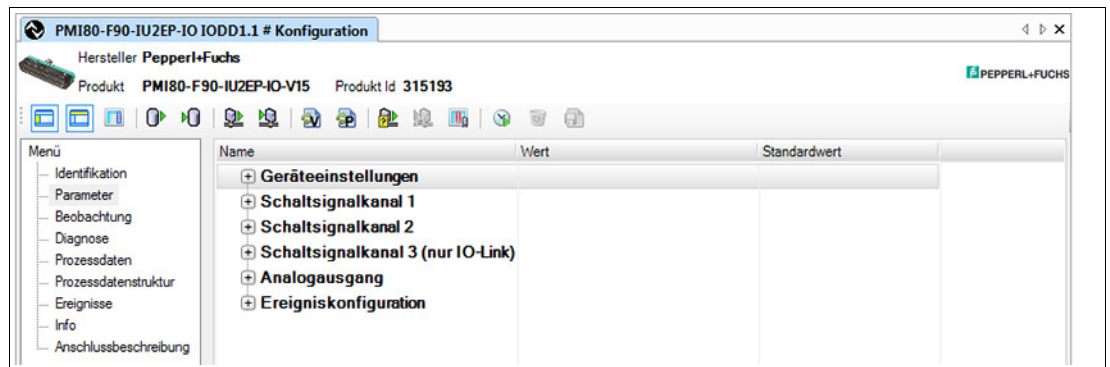 PMI80-F90-IU2EP-IO IODD1.1 # Konfiguration
Hersteller Pepperl+Fuchs
PEPPERL+FUCHS
Produkt PMI80-F90-IU2EP-IO-V15 Produkt Id 315193
Menü Name Wert Standardwert
Identifikation
Parameter
Beobachtung
Diagnose
Prozessdaten
Prozessdatenstruktur
Ereignisse
Info
Anschlussbeschreibung
Geräteeinstellungen
Schaltsignalkanal 1
Schaltsignalkanal 2
Schaltsignalkanal 3 (nur IO-Link)
Analogausgang
Ereigniskonfiguration